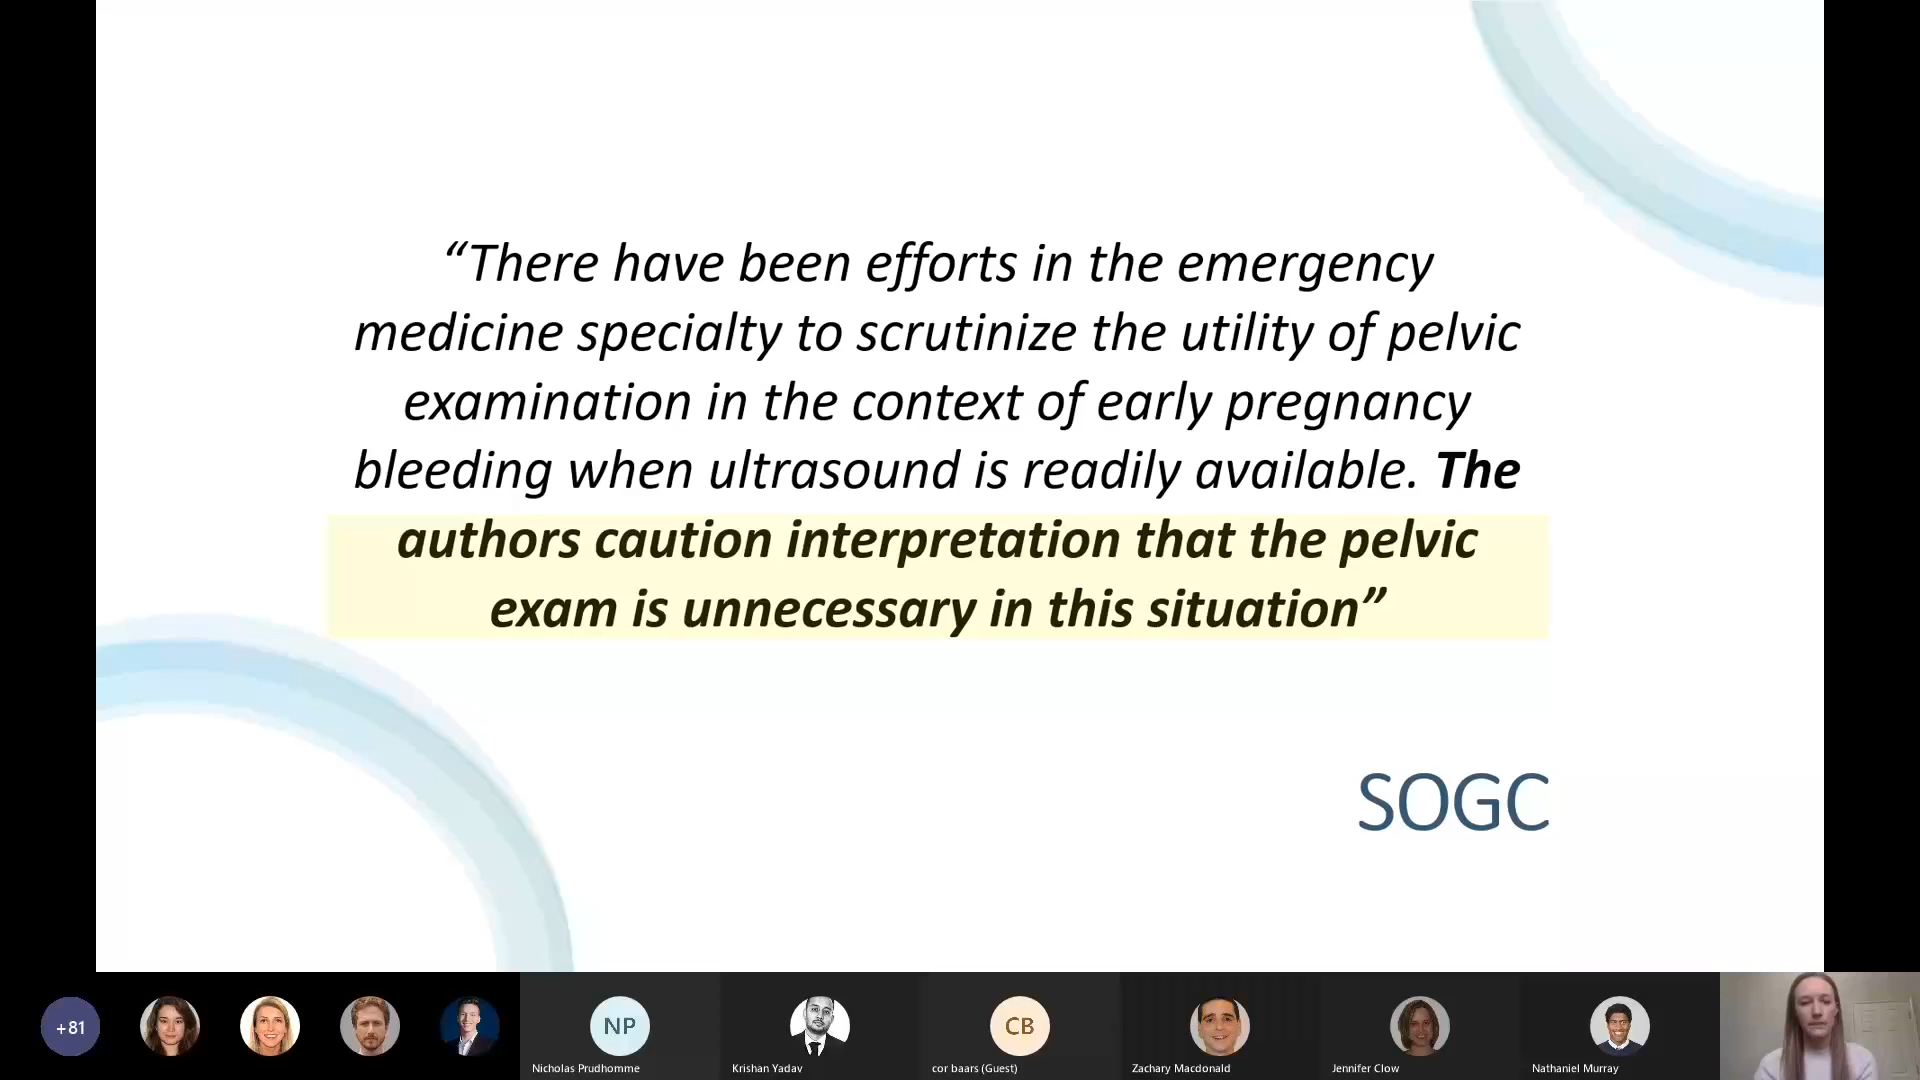 “There have been efforts in the emergency
medicine specialty to scrutinize the utility of pelvic
examination in the context of early pregnancy
bleeding when ultrasound is readily available. The
authors caution interpretation that the pelvic
exam is unnecessary in this situation”
SOGC
+81
NP
CB
Nicholas Prudhomme
Krishan Yadav
cor baars (Guest)
Zachary Macdonald
Jennifer Clow
Nathaniel Murray